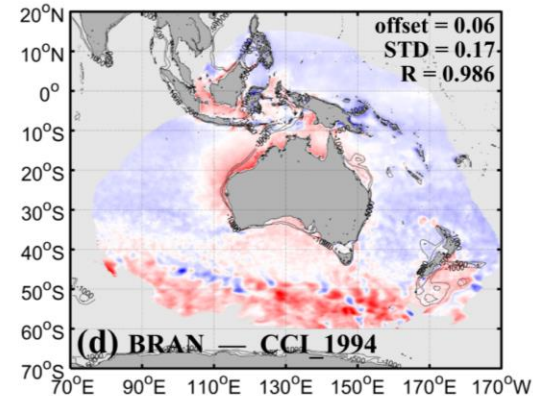 20°N
10°N
0°
10°S
20°S
30°S
40°S
50°S
60°S
70°S
offset = 0.06
STD = 0.17
R = 0.986
(d) BRAN — CCI_1994
70°E 90°E 110°E 130°E 150°E 170°E 170°W